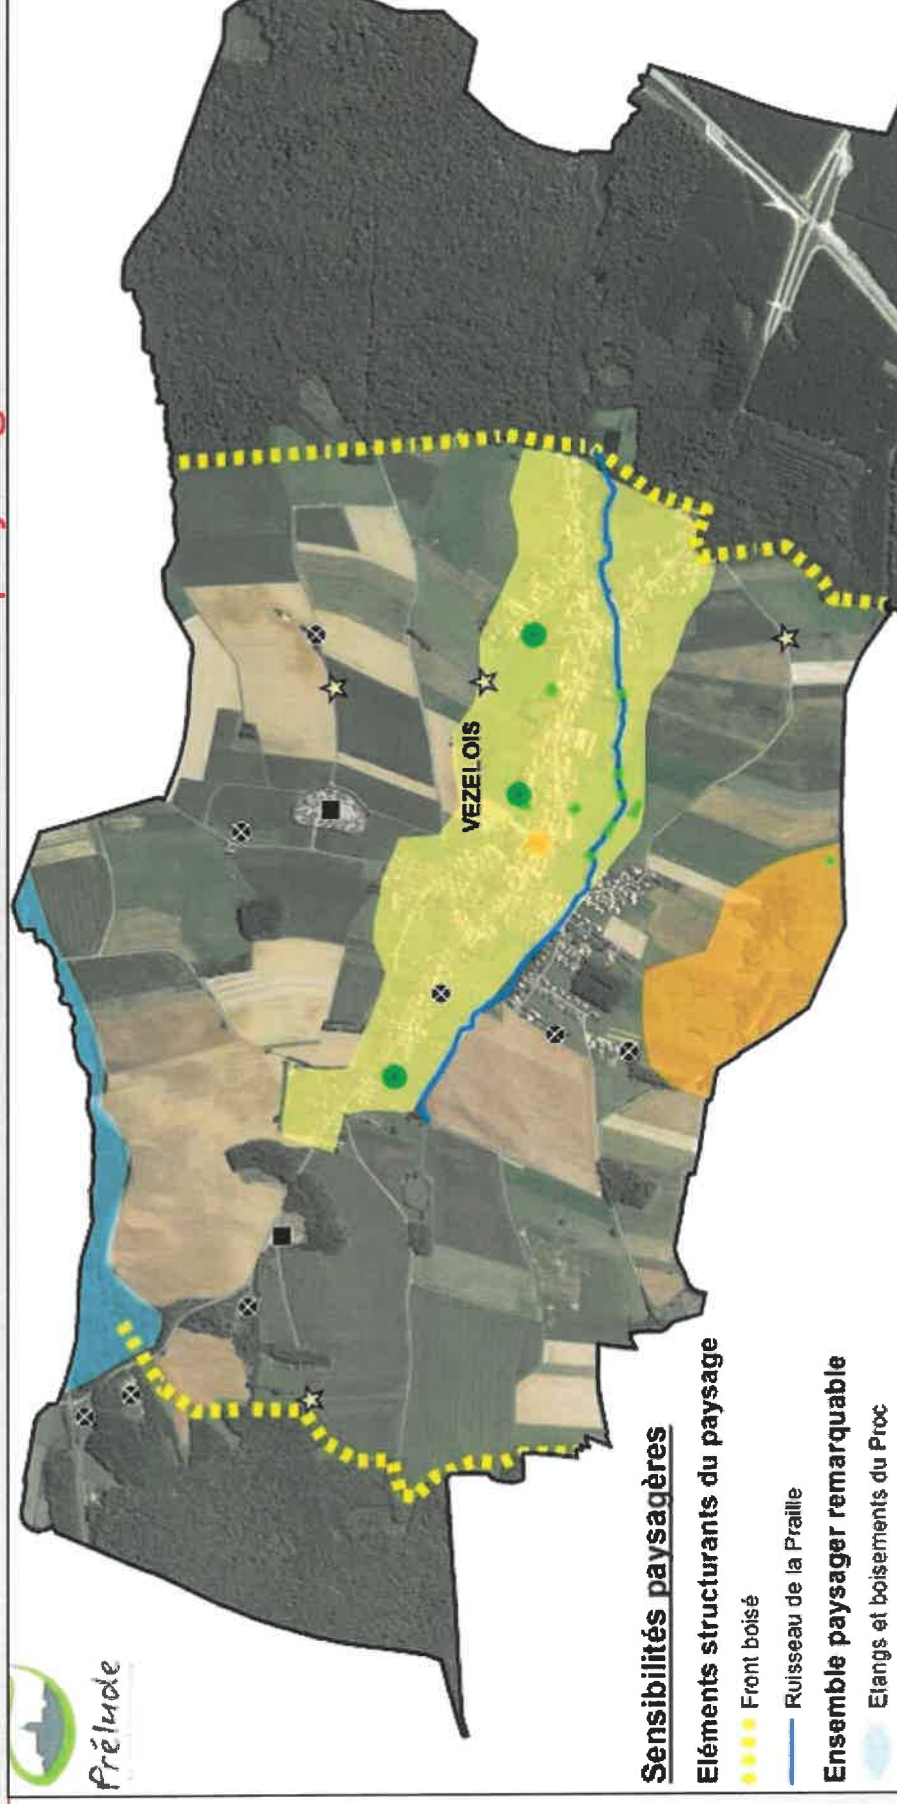 Prélude
VEZELOIS
Sensibilités paysagères
Eléments structurants du paysage
Front boisé
Ruisseau de la Praille
Ensemble paysager remarquable
Etangs et boisements du Proc